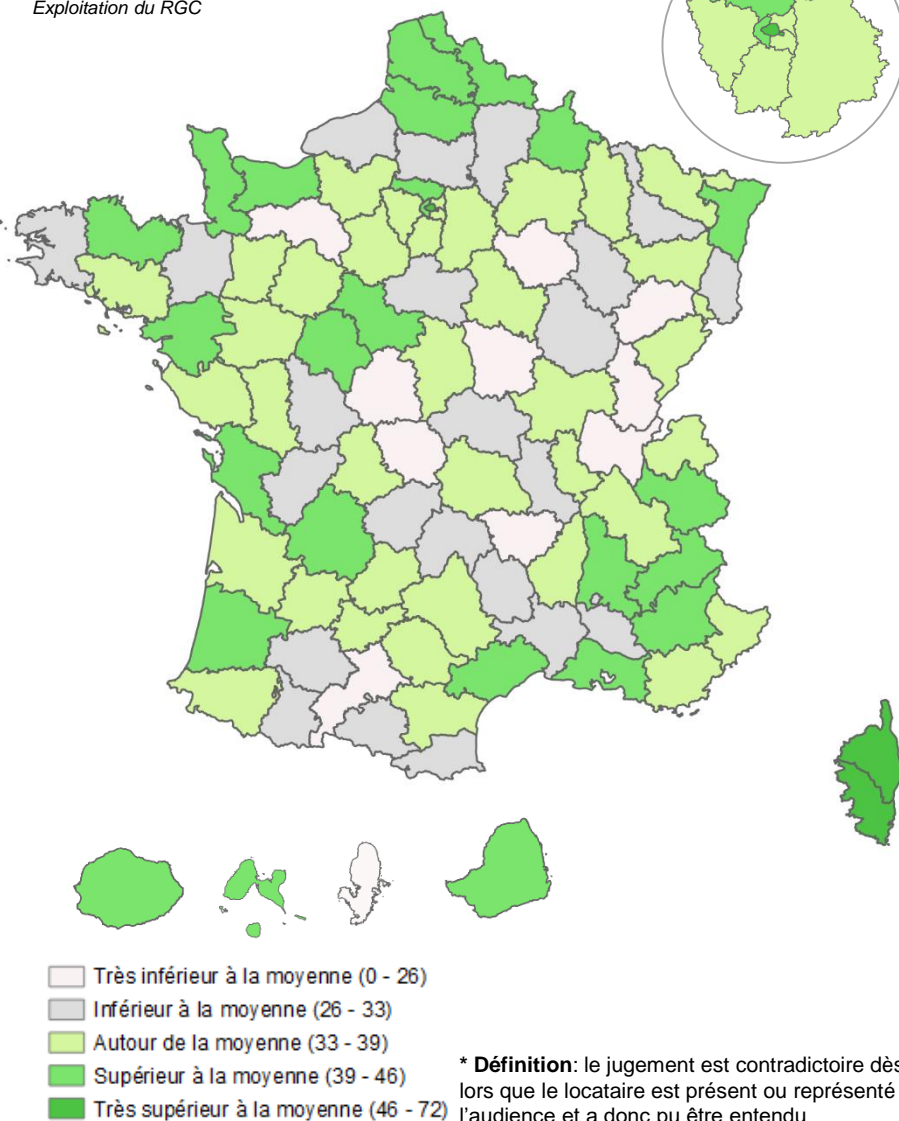 Exploitation du RGC
Très inférieur à la moyenne (0 - 26)
Inférieur à la moyenne (26 - 33)
Autour de la moyenne (33 - 39)
Supérieur à la moyenne (39 - 46)
Très supérieur à la moyenne (46 - 72)
* Définition: le jugement est contradictoire dès
lors que le locataire est présent ou représenté
l'audience et a donc pu être entendu